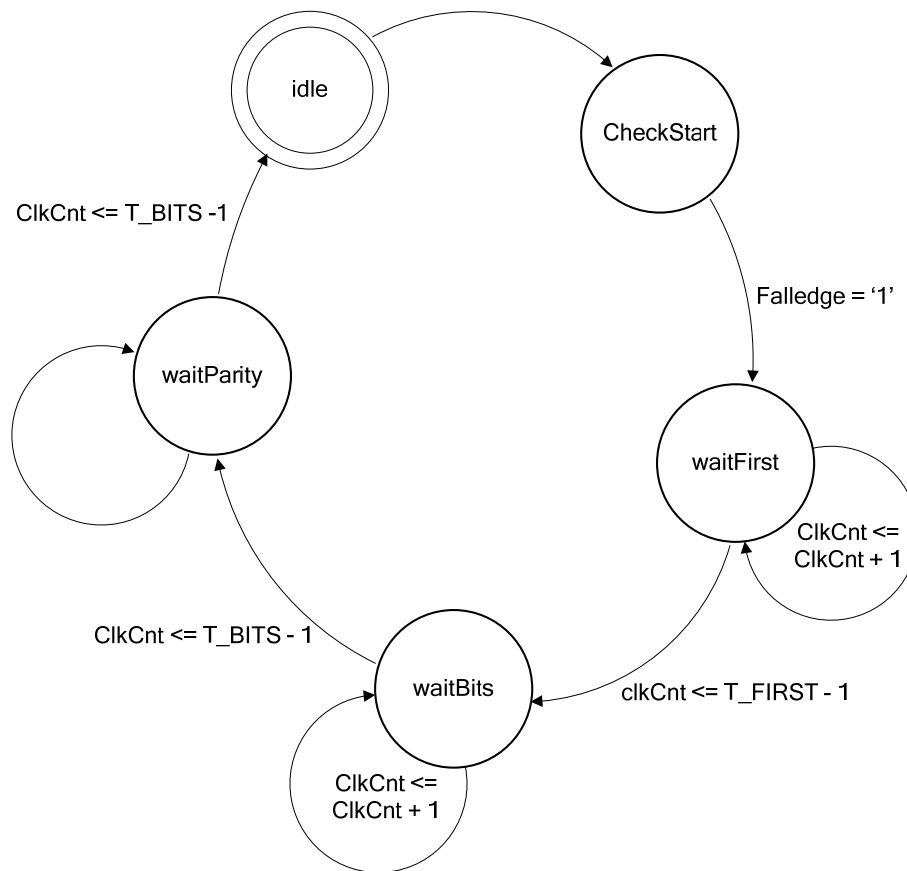 idle
CheckStart
ClkCnt <= T_BITS -1
Falledge = ‘1’
waitParity
waitFirst
ClkCnt <=
ClkCnt + 1
ClkCnt <= T_BITS - 1
waitBits
clkCnt <= T_FIRST - 1
ClkCnt <=
ClkCnt + 1